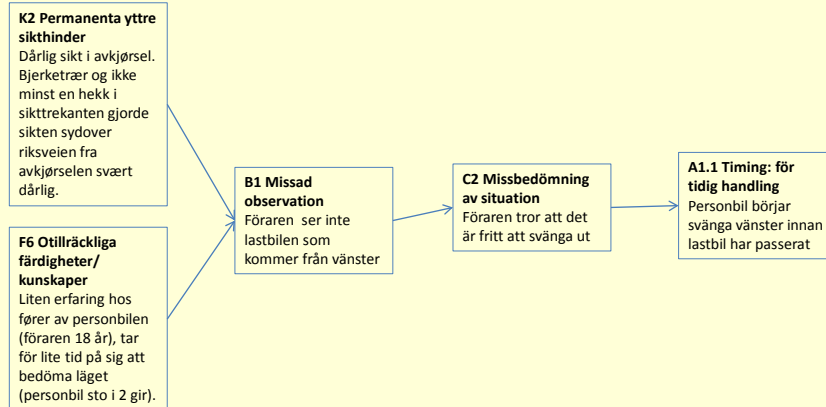 K2 Permanenta yttre
sikthinder
Dårlig sikt i avkjørsel.
Bjerketrær og ikke
minst en hekk i
sikttrekanten gjorde
sikten sydover
riksveien fra
avkjørselen svært
dårlig.
F6 Otillräckliga
färdigheter/
kunskaper
Liten erfaring hos
fører av personbilen
(föraren 18 år), tar
för lite tid på sig att
bedöma läget
(personbil sto i 2 gir).
B1 Missad
observation
Föraren ser inte
lastbilen som
kommer från vänster
C2 Missbedömning
av situation
Föraren tror att det
är fritt att svänga ut
A1.1 Timing: för
tidig handling
Personbil börjar
svänga vänster innan
lastbil har passerat